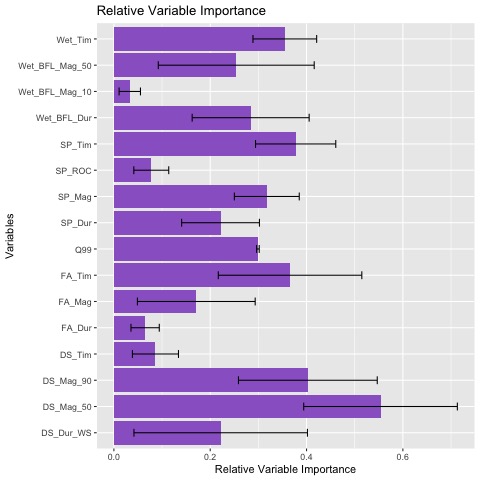 Relative Variable Importance
Variables
Wet_Tim
Wet_BFL_Mag_50
Wet_BFL_Mag_10
Wet_BFL_Dur
SP_Tim
SP_ROC
SP_Mag
SP_Dur
Q99
FA_Tim
FA_Mag
FA_Dur
DS_Tim
DS_Mag_90
DS_Mag_50
DS_Dur_WS
0.0 0.2 0.4 0.6
Relative Variable Importance